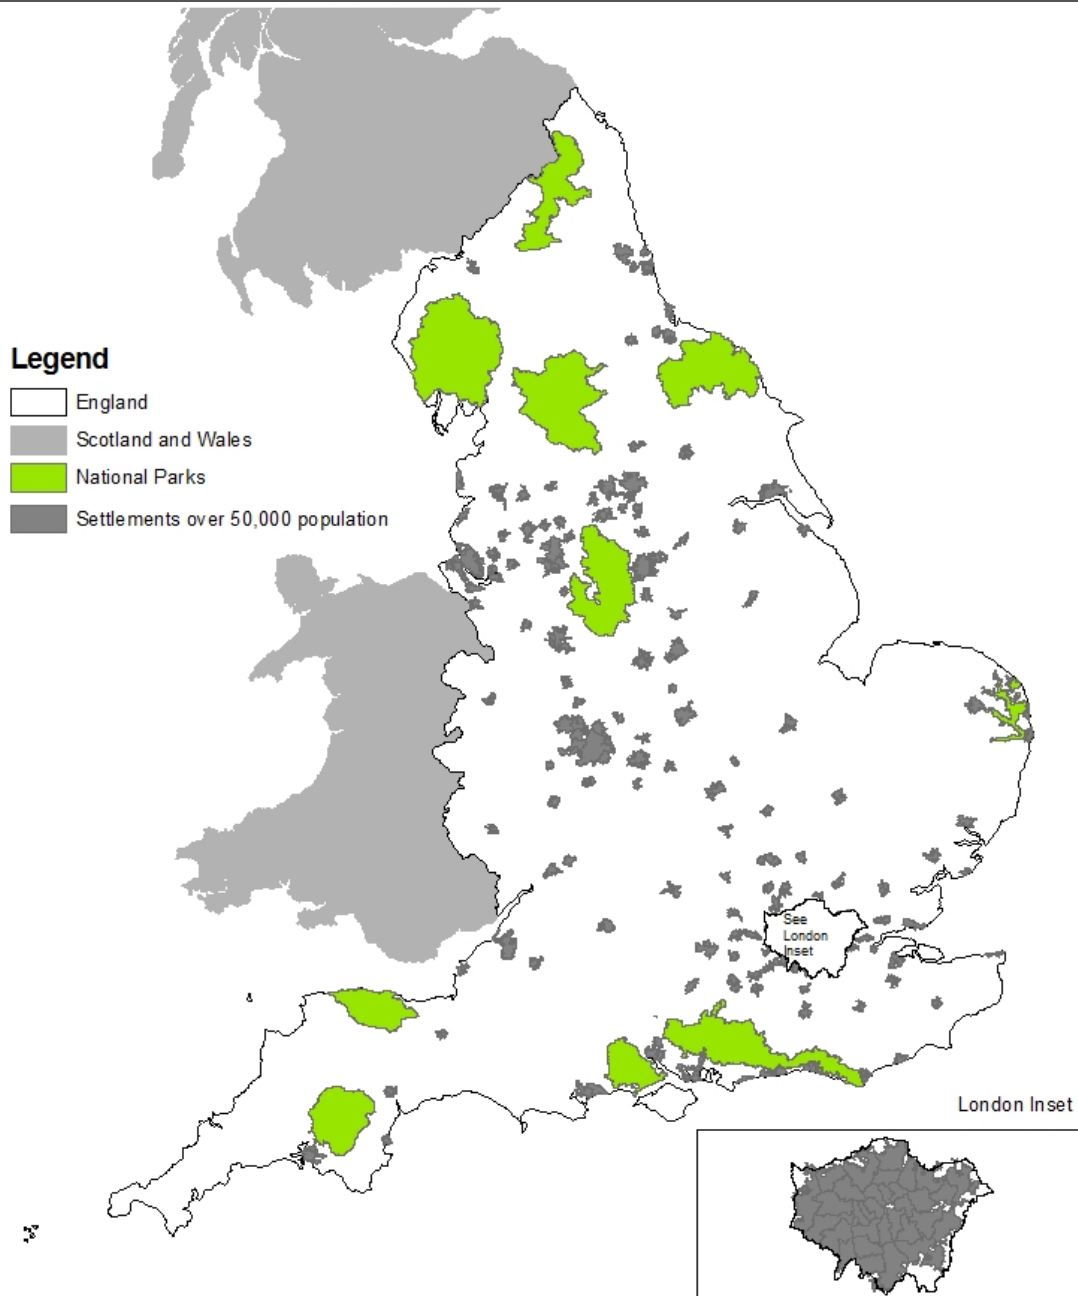 Legend
England
Scotland and Wales
National Parks
Settlements over 50,000 population
See
London
Inset
London Inset